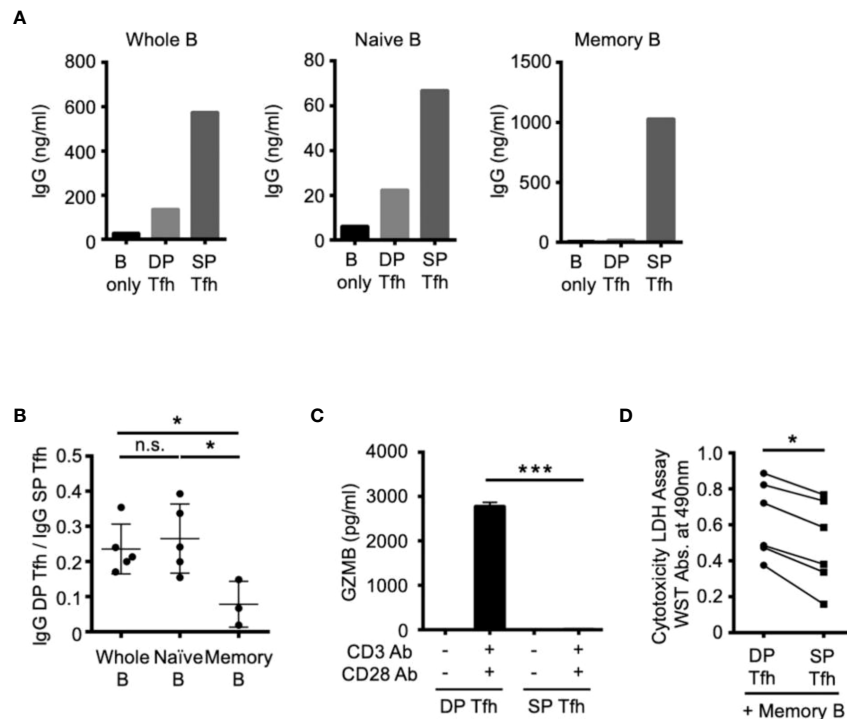 A
Whole B
Naive B
Memory B
IgG (ng/ml)
800
600
400
200
0
B only
DP Tfh
SP Tfh
IgG (ng/ml)
80
60
40
20
0
B only
DP Tfh
SP Tfh
IgG (ng/ml)
1500
1000
500
0
B only
DP Tfh
SP Tfh
B
IgG DP Tfh / IgG SP Tfh
0.5
0.4
0.3
0.2
0.1
0
*
n.s.
*
Whole B
Naïve B
Memory B
C
GZMB (pg/ml)
4000
3000
2000
1000
0
***
CD3 Ab - + - +
CD28 Ab - + - +
DP Tfh SP Tfh
D
Cytotoxicity LDH Assay
WST Abs. at 490nm
1.0
0.8
0.6
0.4
0.2
0
*
DP Tfh
SP Tfh
+ Memory B